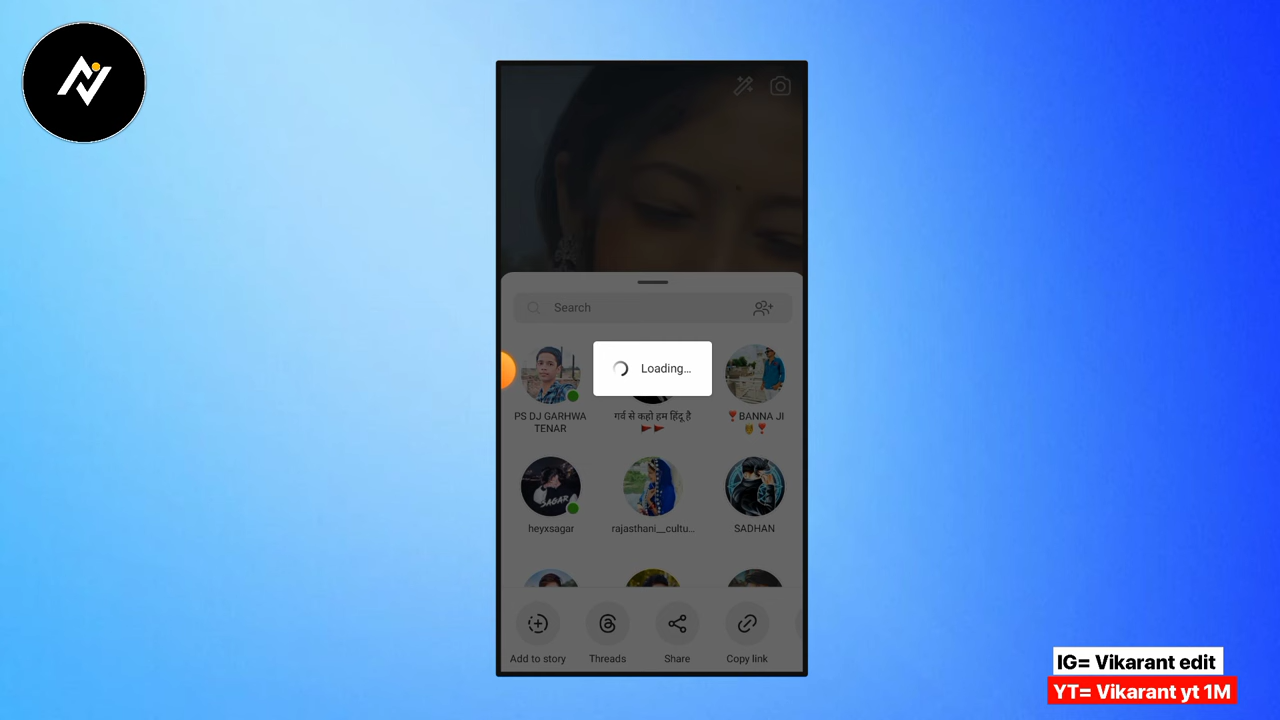 Search
Loading...
PS DJ GARHWA
TENAR
गर्व से कहो हम हिंदू है
🚩🚩
❣️BANNA JI
🤴❣️
SAGAR
heyxsagar
rajasthani__cultu...
SADHAN
Add to story
Threads
Share
Copy link
IG= Vikarant edit
YT= Vikarant yt 1M